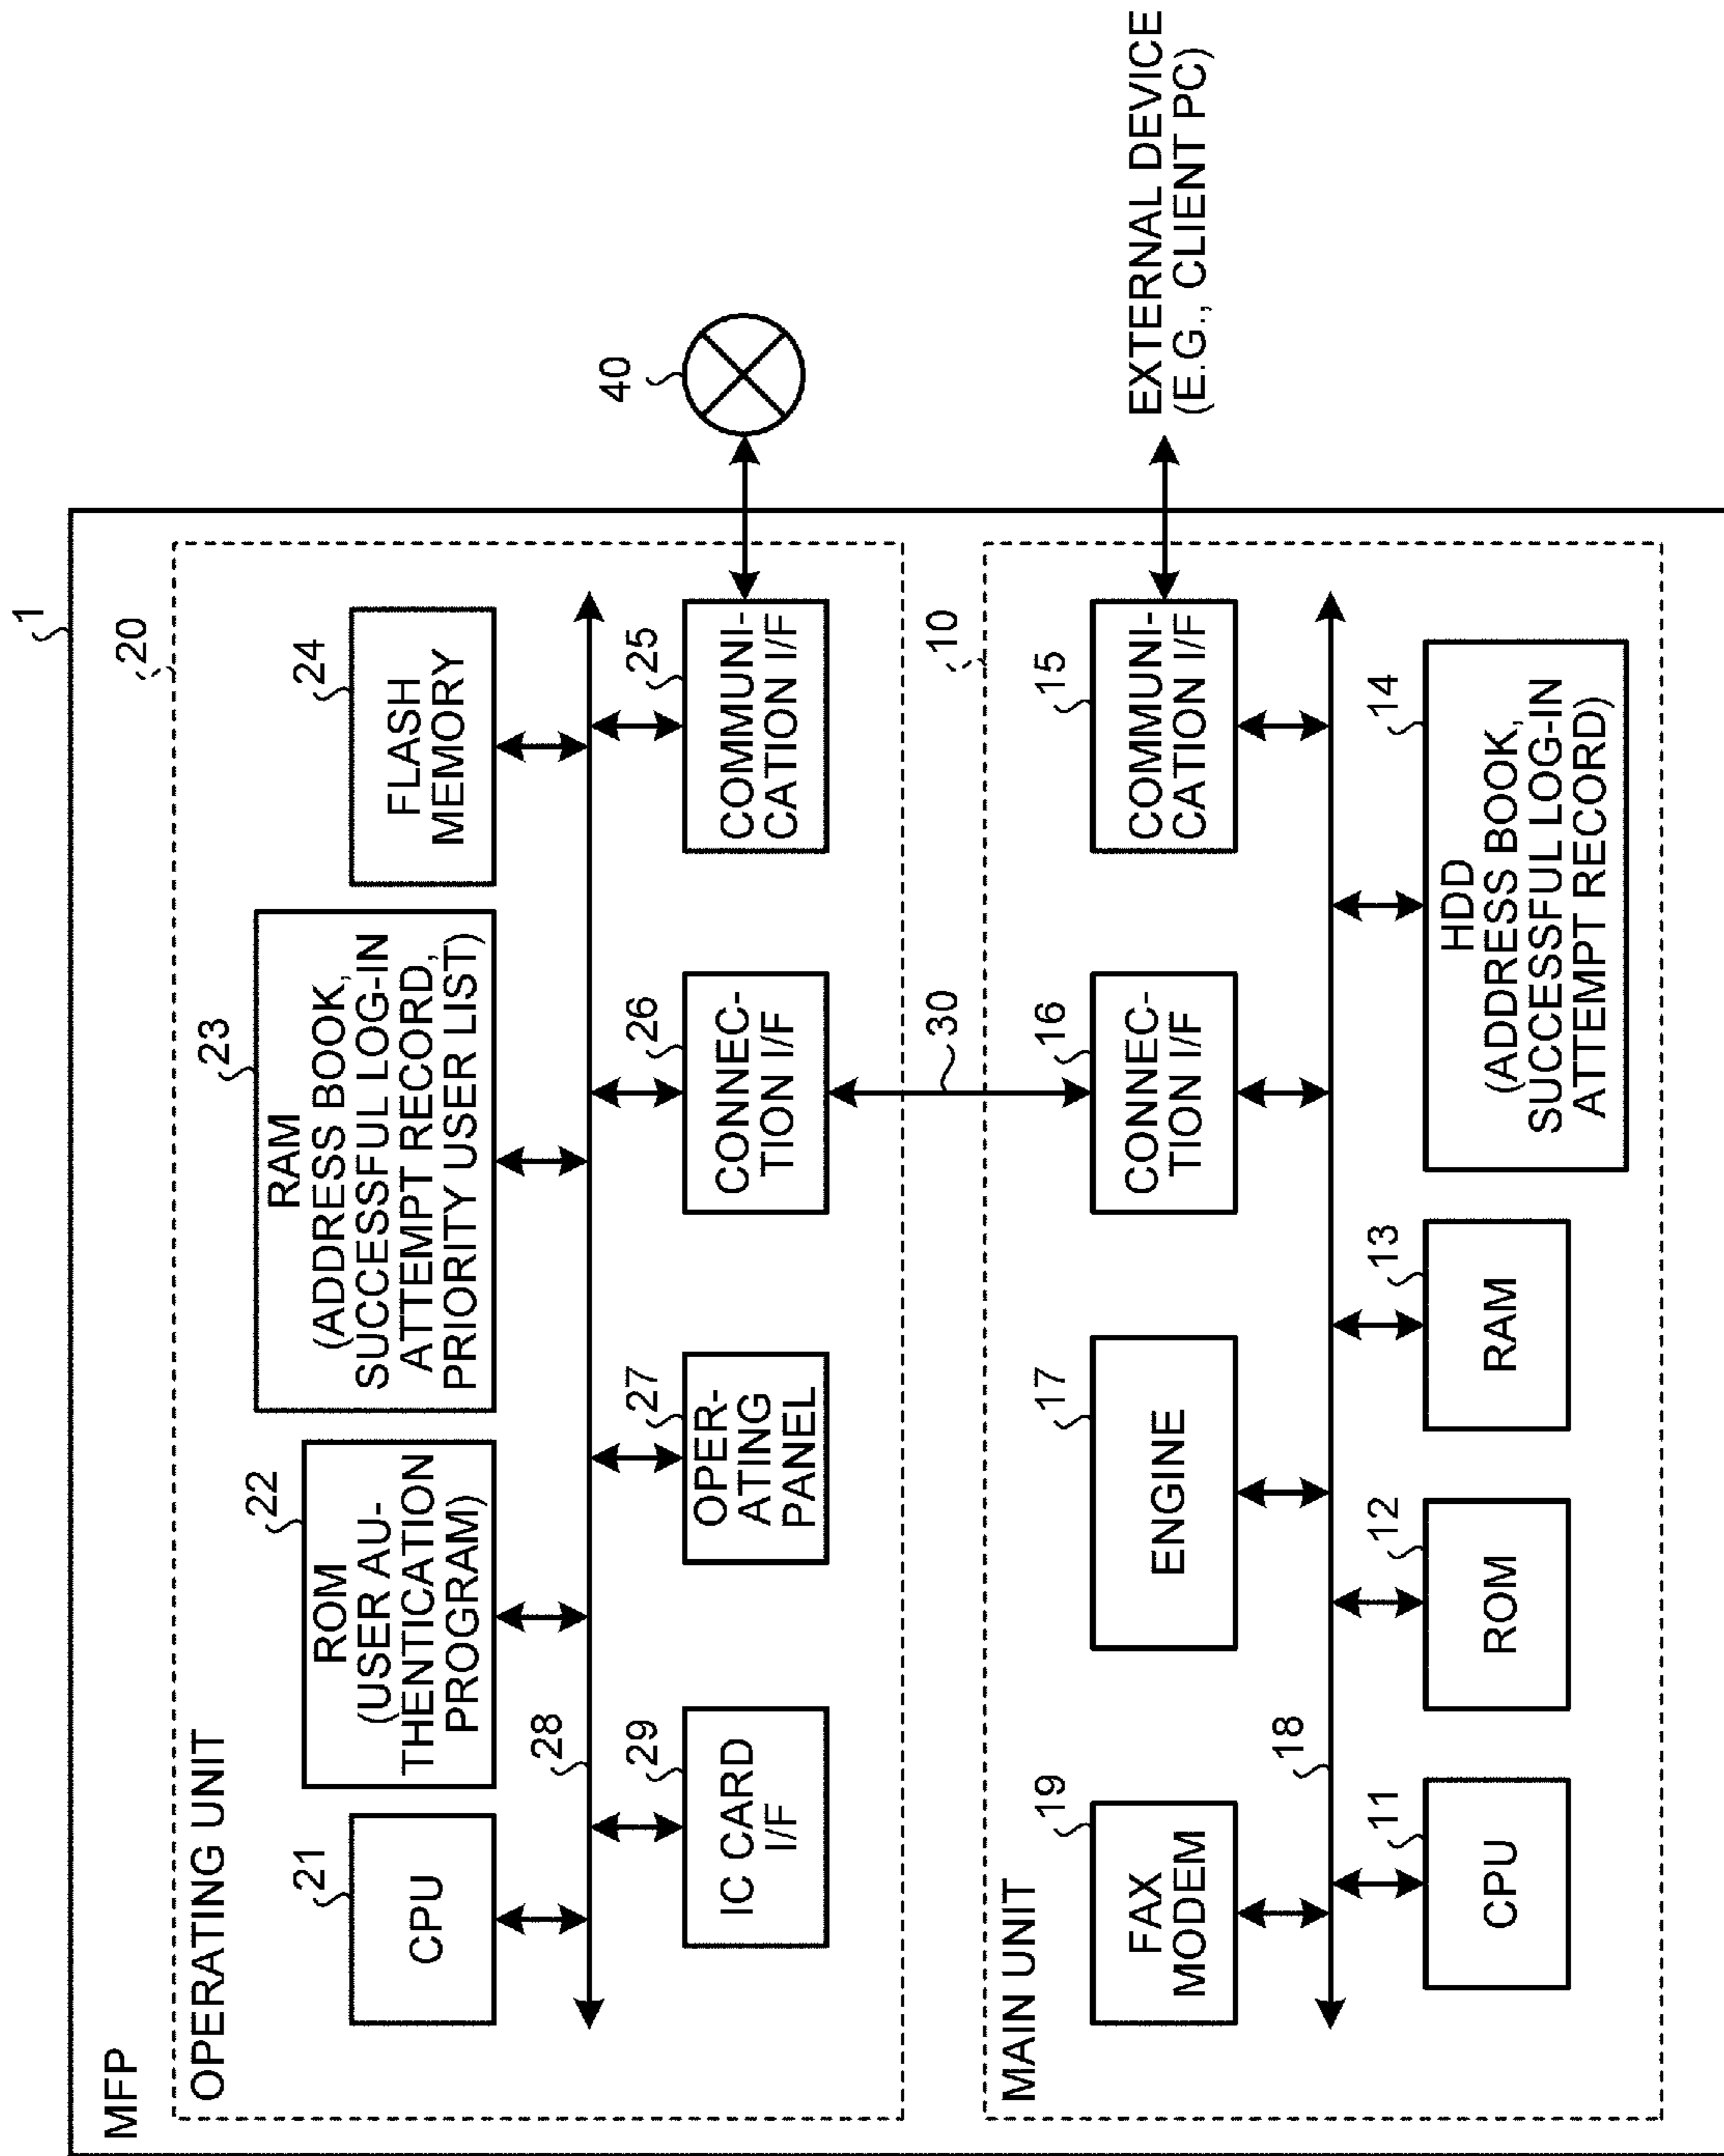 1
MFP
20
OPERATING UNIT
21
CPU
22
ROM
(USER AU-
THENTICATION
PROGRAM)
23
RAM
(ADDRESS BOOK,
SUCCESSFUL LOG-IN
ATTEMPT RECORD,
PRIORITY USER LIST)
24
FLASH
MEMORY
28
29
IC CARD
I/F
27
OPER-
ATING
PANEL
26
CONNEC-
TION I/F
25
COMMUNI-
CATION I/F
40
30
10
MAIN UNIT
19
FAX
MODEM
17
ENGINE
16
CONNEC-
TION I/F
15
COMMUNI-
CATION I/F
EXTERNAL DEVICE
(E.G., CLIENT PC)
18
11
CPU
12
ROM
13
RAM
14
HDD
(ADDRESS BOOK,
SUCCESSFUL LOG-IN
ATTEMPT RECORD)